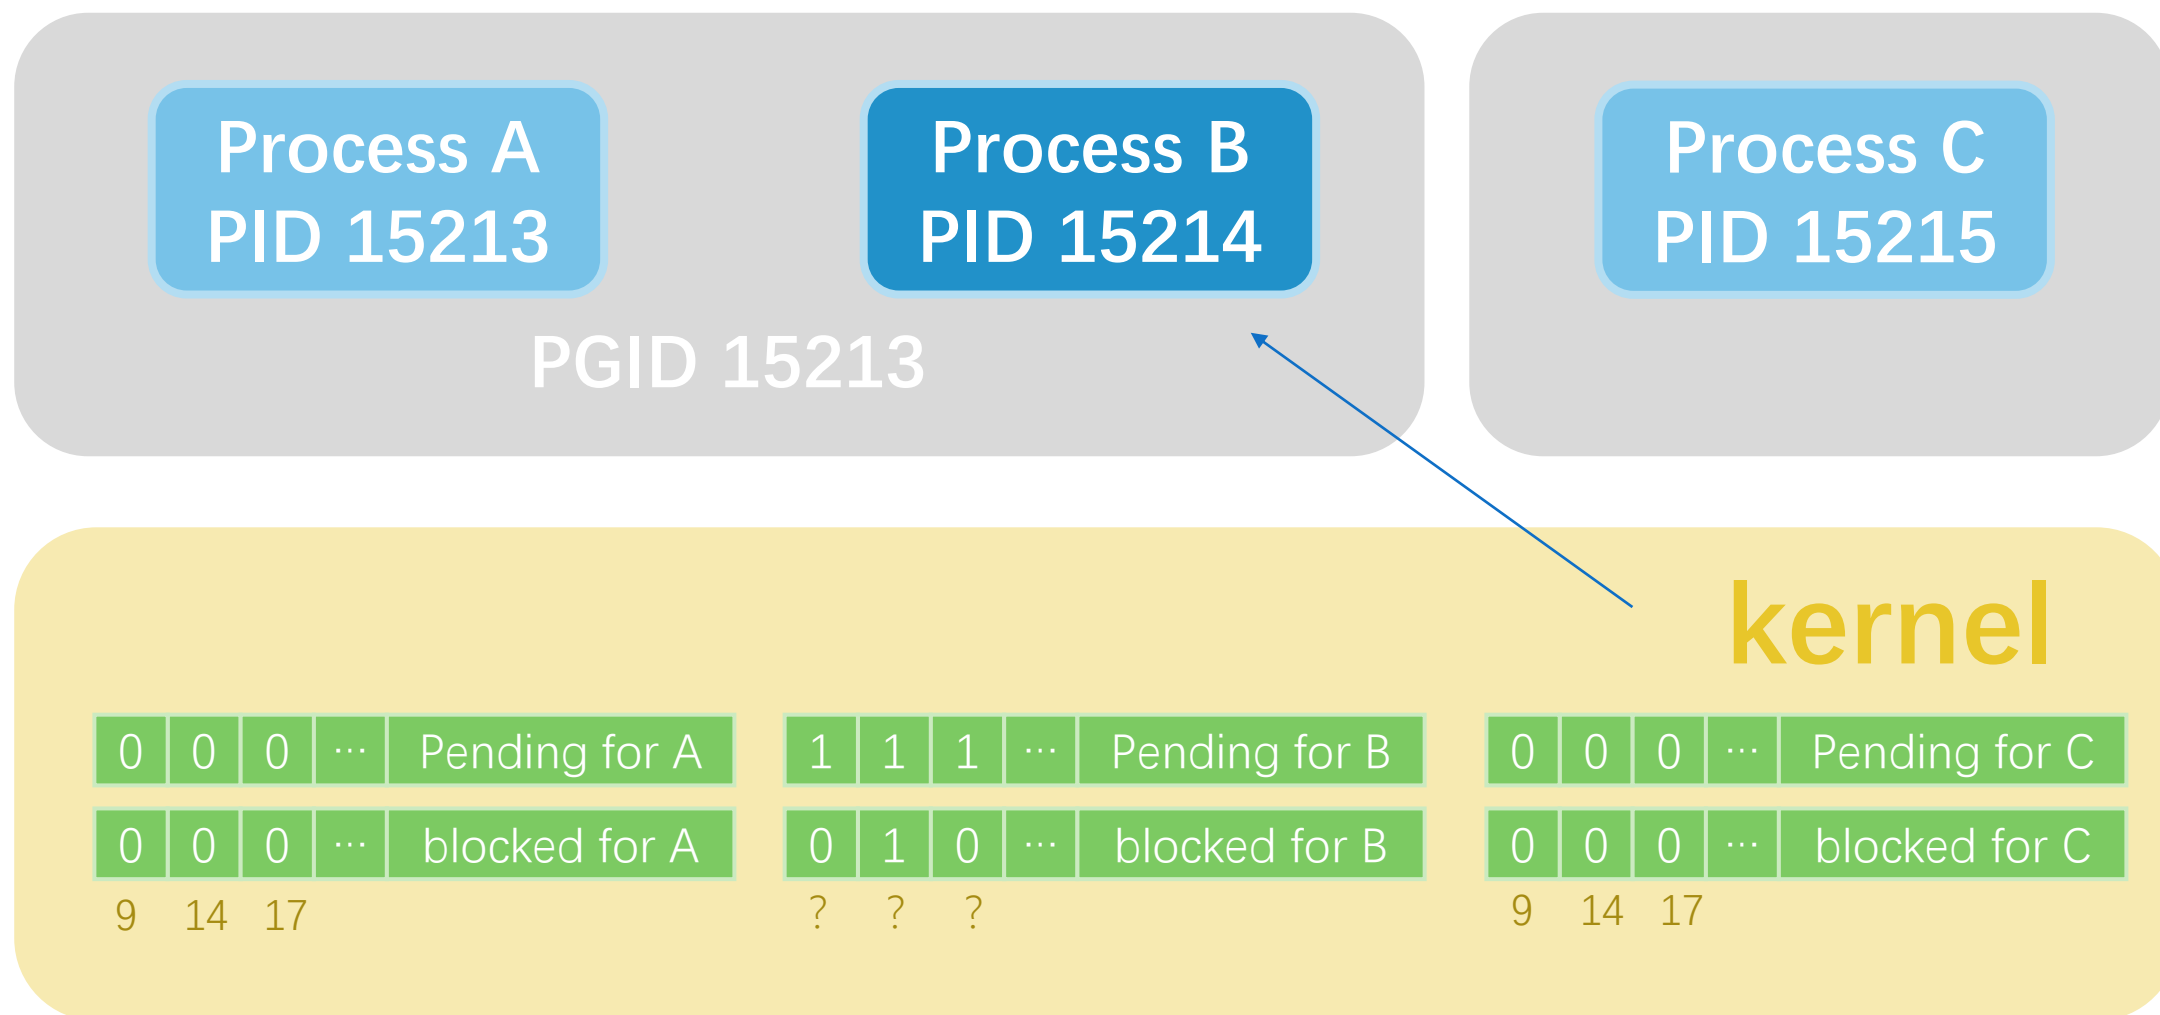 Process A
PID 15213
Process B
PID 15214
Process C
PID 15215
PGID 15213
kernel
0 0 0 … Pending for A
1 1 1 … Pending for B
0 0 0 … Pending for C
0 0 0 … blocked for A
0 1 0 … blocked for B
0 0 0 … blocked for C
9 14 17
? ? ?
9 14 17